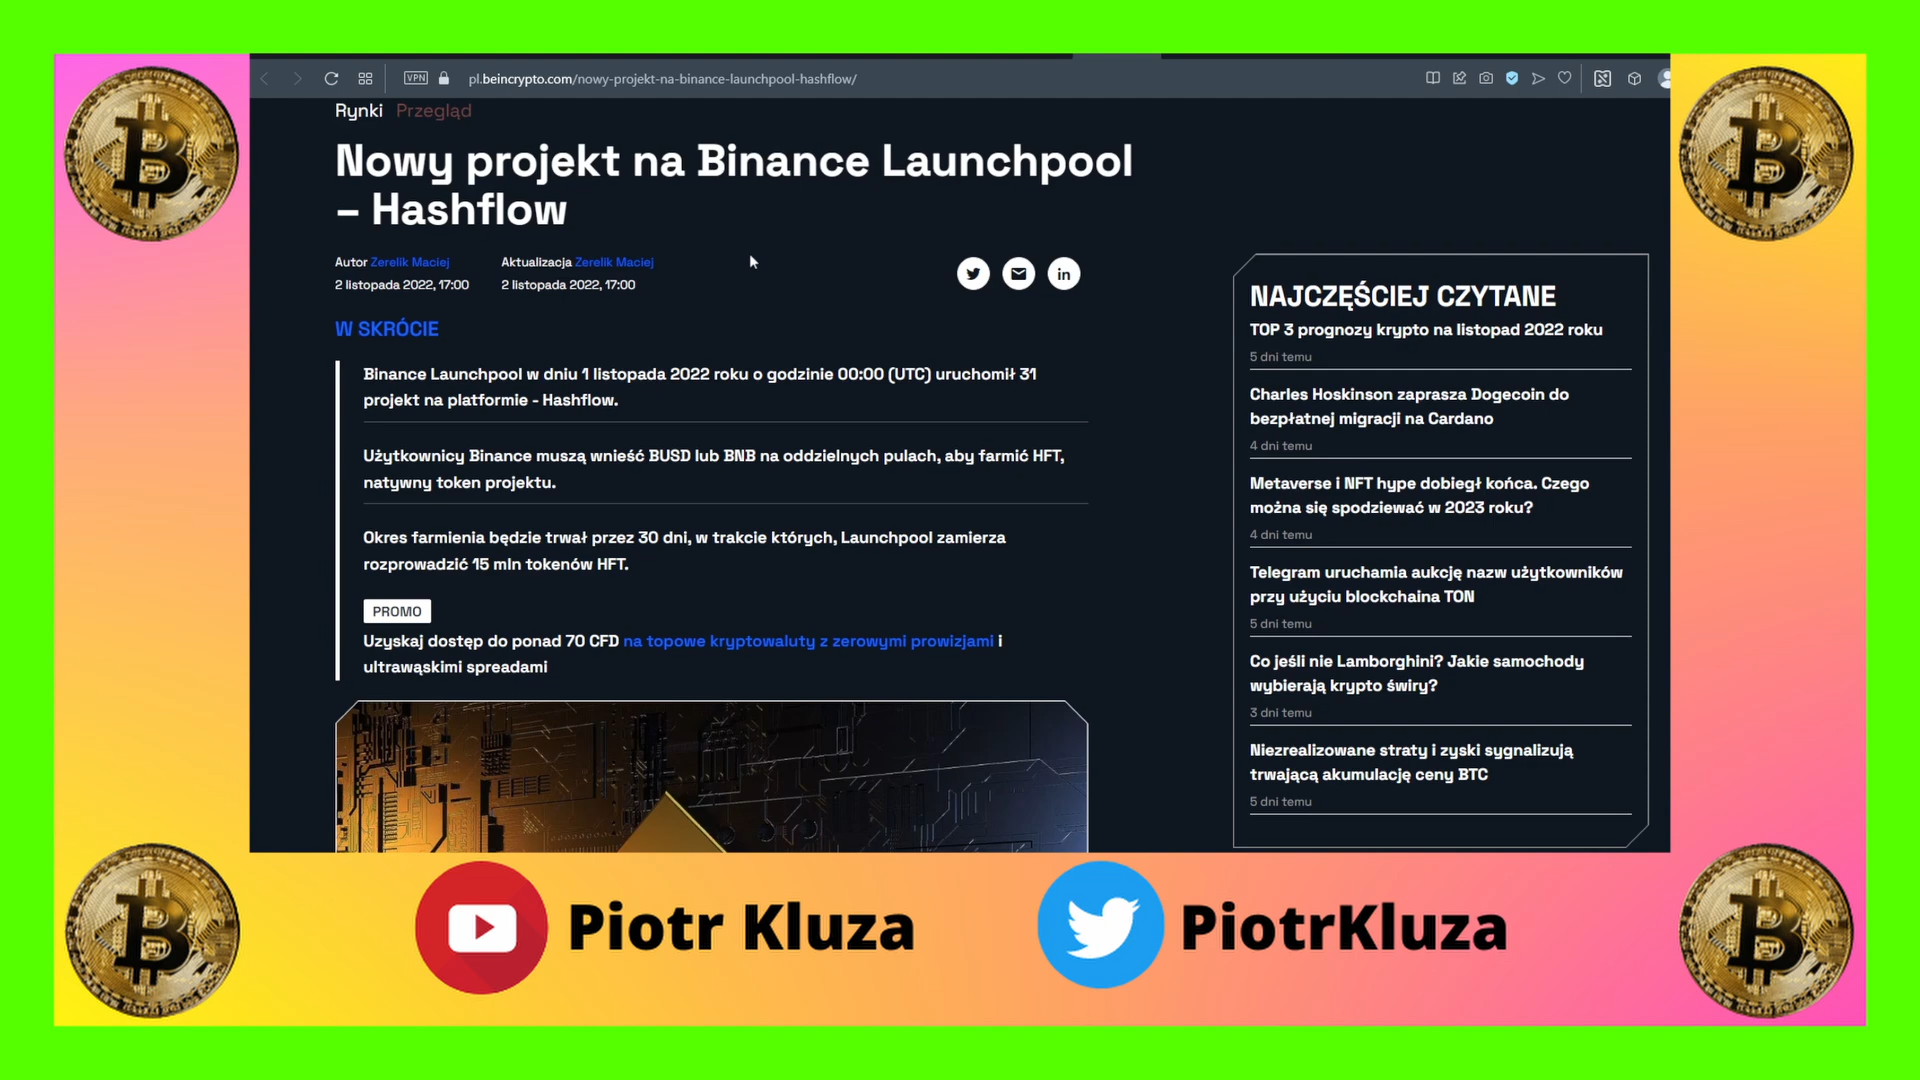 VPN
pl.beincrypto.com/nowy-projekt-na-binance-launchpool-hashflow/
Rynki Przegląd
Nowy projekt na Binance Launchpool
– Hashflow
Autor Zerelik Maciej
2 listopada 2022, 17:00
Aktualizacja Zerelik Maciej
2 listopada 2022, 17:00
in
W SKRÓCIE
Binance Launchpool w dniu 1 listopada 2022 roku o godzinie 00:00 (UTC) uruchomił 31
projekt na platformie - Hashflow.
Użytkownicy Binance muszą wnieść BUSD lub BNB na oddzielnych pulach, aby farmić HFT,
natywny token projektu.
Okres farmienia będzie trwał przez 30 dni, w trakcie których, Launchpool zamierza
rozprowadzić 15 mln tokenów HFT.
PROMO
Uzyskaj dostęp do ponad 70 CFD na topowe kryptowaluty z zerowymi prowizjami i
ultrawąskimi spreadami
NAJCZĘŚCIEJ CZYTANE
TOP 3 prognozy krypto na listopad 2022 roku
5 dni temu
Charles Hoskinson zaprasza Dogecoin do
bezpłatnej migracji na Cardano
4 dni temu
Metaverse i NFT hype dobiegł końca. Czego
można się spodziewać w 2023 roku?
4 dni temu
Telegram uruchamia aukcję nazw użytkowników
przy użyciu blockchaina TON
5 dni temu
Co jeśli nie Lamborghini? Jakie samochody
wybierają krypto świry?
3 dni temu
Niezrealizowane straty i zyski sygnalizują
trwającą akumulację ceny BTC
5 dni temu
Piotr Kluza
PiotrKluza